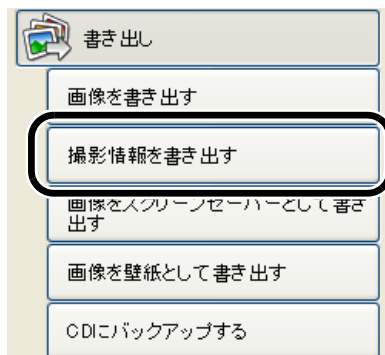 書き出し
画像を書き出す
撮影情報を書き出す
画像をスクリーンセーバーとして書き
出す
画像を壁紙として書き出す
CDにバックアップする